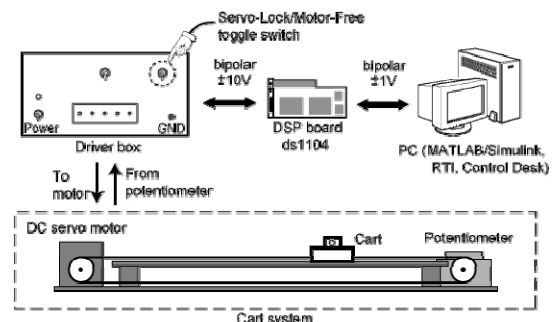 Servo-Lock/Motor-Free
toggle switch
bipolar
±10V
bipolar
±1V
Power
GND
Driver box
DSP board
ds1104
PC (MATLAB/Simulink,
RTI, Control Desk)
To
motor
From
potentiometer
DC servo motor
Cart
Potentiometer
Cart system